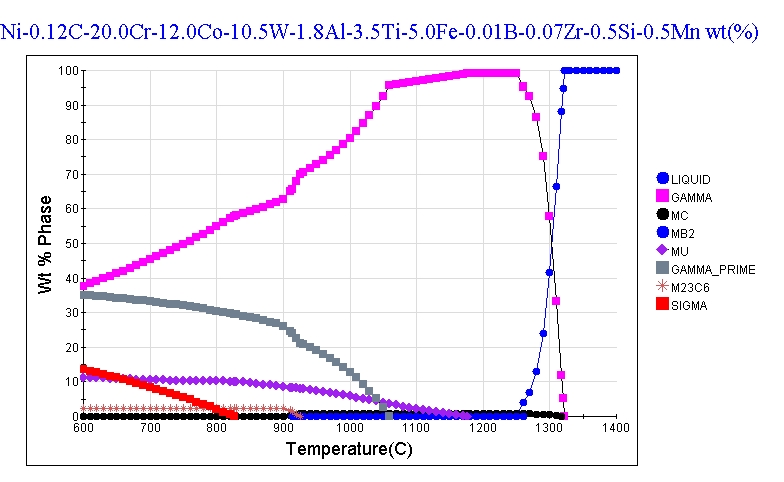 Ni-0.12C-20.0Cr-12.0Co-10.5W-1.8Al-3.5Ti-5.0Fe-0.01B-0.07Zr-0.5Si-0.5Mn wt(%)
100
90
80
70
60
50
40
30
20
10
0
Wt % Phase
600 700 800 900 1000 1100 1200 1300 1400
Temperature(C)
LIQUID
GAMMA
MC
MB2
MU
GAMMA_PRIME
M23C6
SIGMA